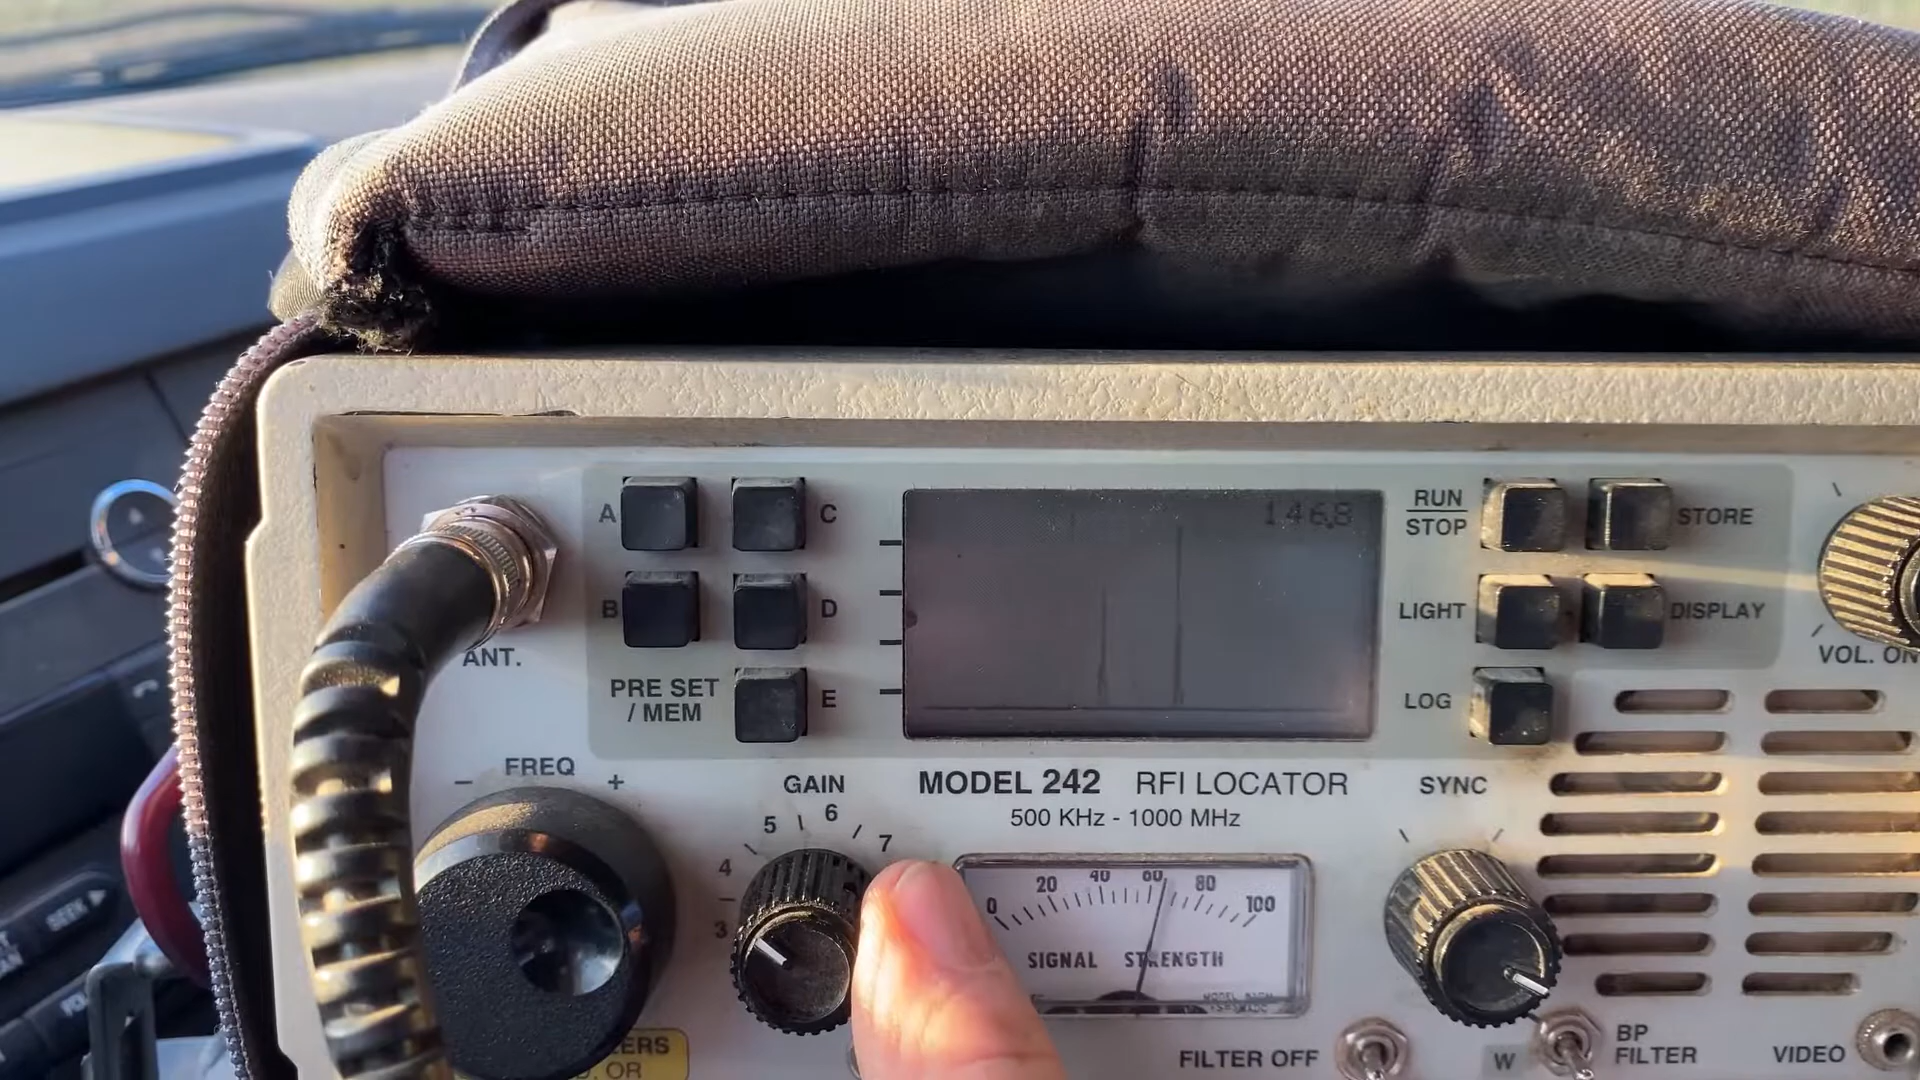 146.8
A
C
RUN
STOP
STORE
B
D
LIGHT
DISPLAY
ANT.
VOL. ON
PRE SET
/ MEM
E
LOG
FREQ
- +
GAIN
MODEL 242 RFI LOCATOR
SYNC
500 KHz - 1000 MHz
3 4 5 6 7
0 20 40 60 80 100
SIGNAL STRENGTH
SEEK
FILTER OFF
W
BP
FILTER
VIDEO
OR